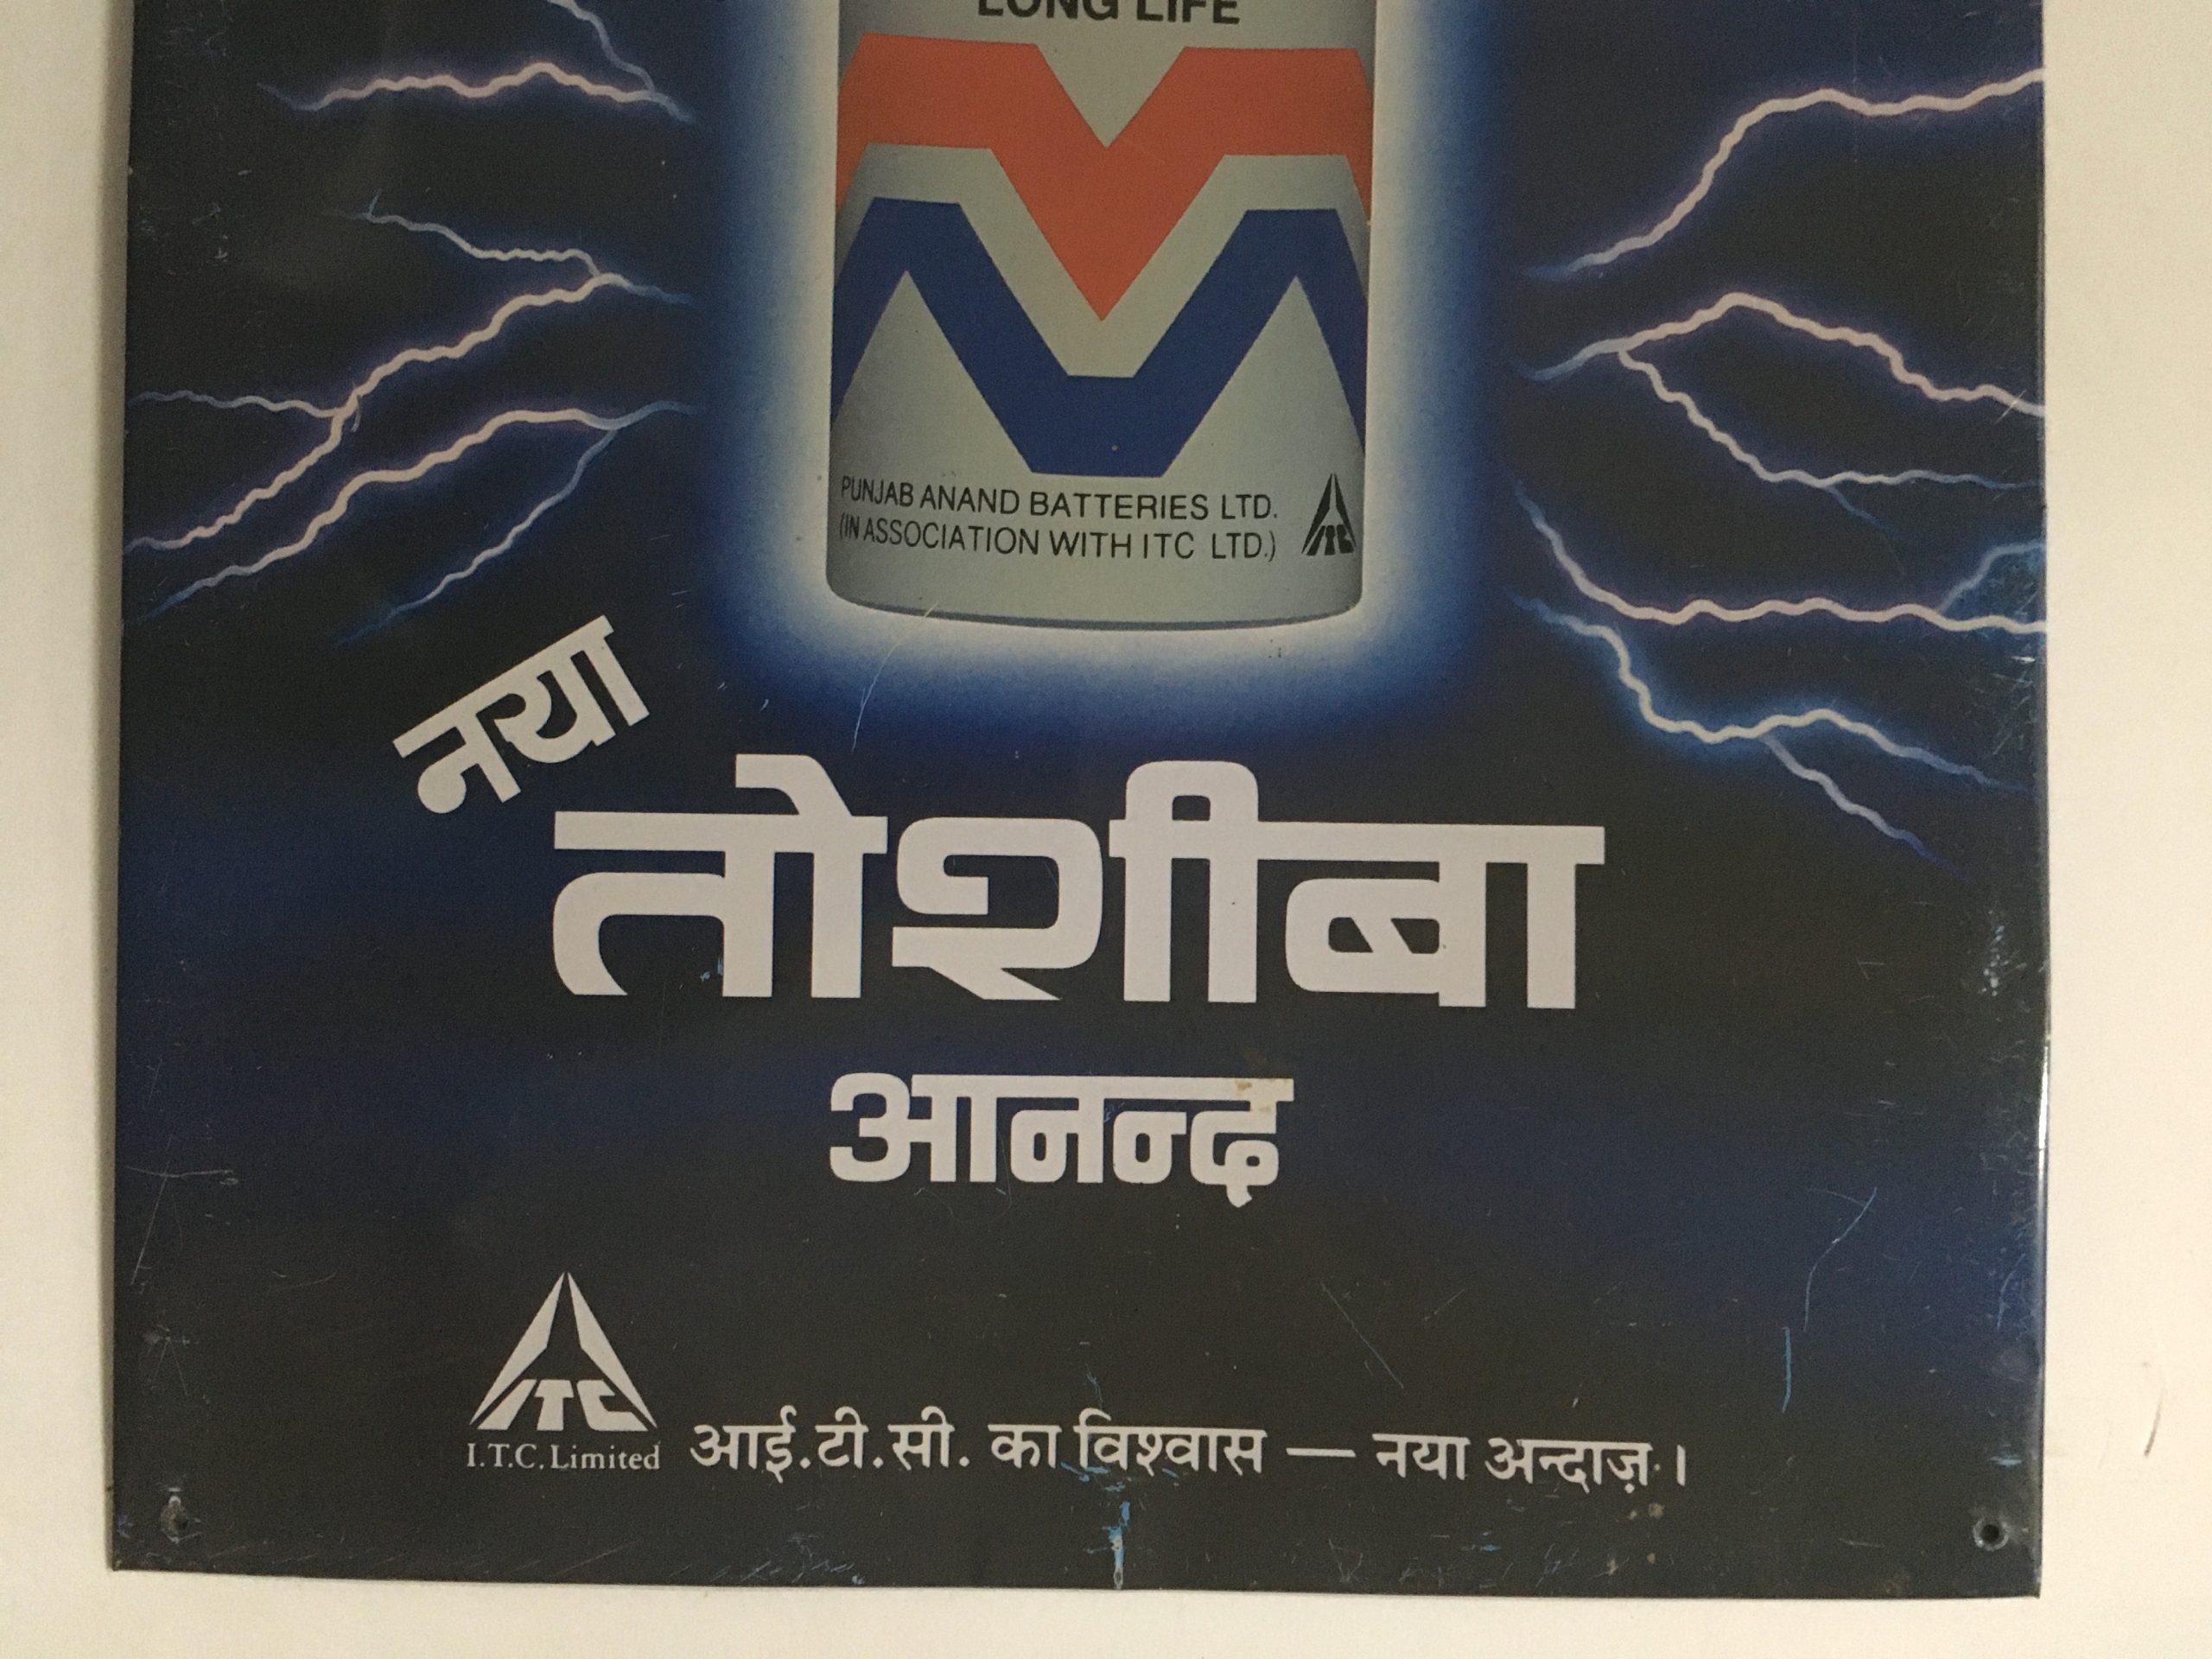 LONG LIFE
PUNJAB ANAND BATTERIES LTD.
(IN ASSOCIATION WITH ITC LTD.)
ITC
नया
तोशीबा
आनन्द
ITC
I.T.C. Limited
आई.टी.सी. का विश्वास — नया अन्दाज़।